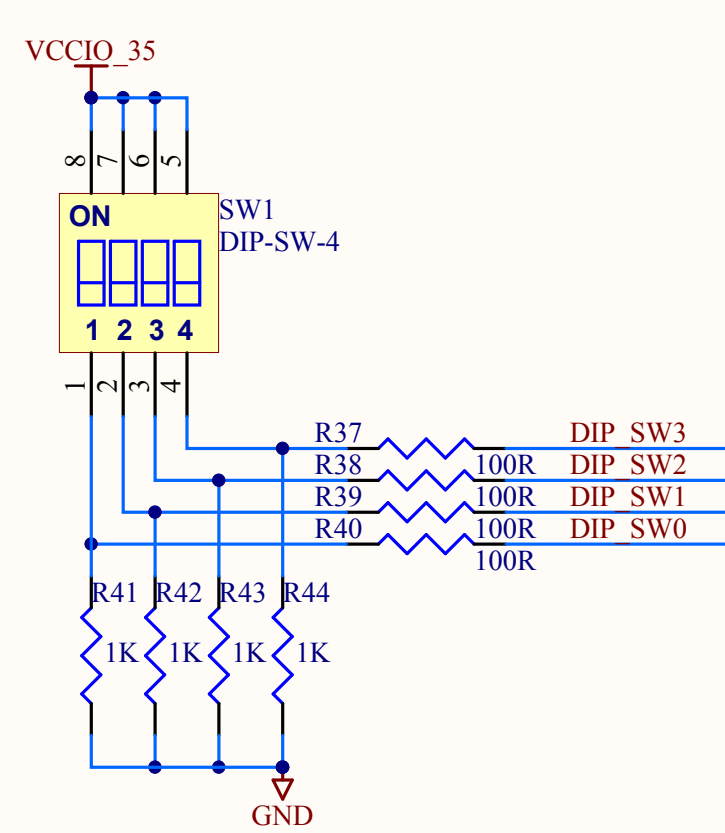 VCCIO_35
8 7 6 5
SW1
ON
DIP-SW-4
1 2 3 4
1 2 3 4
R37 DIP_SW3
R38 100R DIP_SW2
R39 100R DIP_SW1
R40 100R DIP_SW0
100R
R41 R42 R43 R44
1K 1K 1K 1K
GND